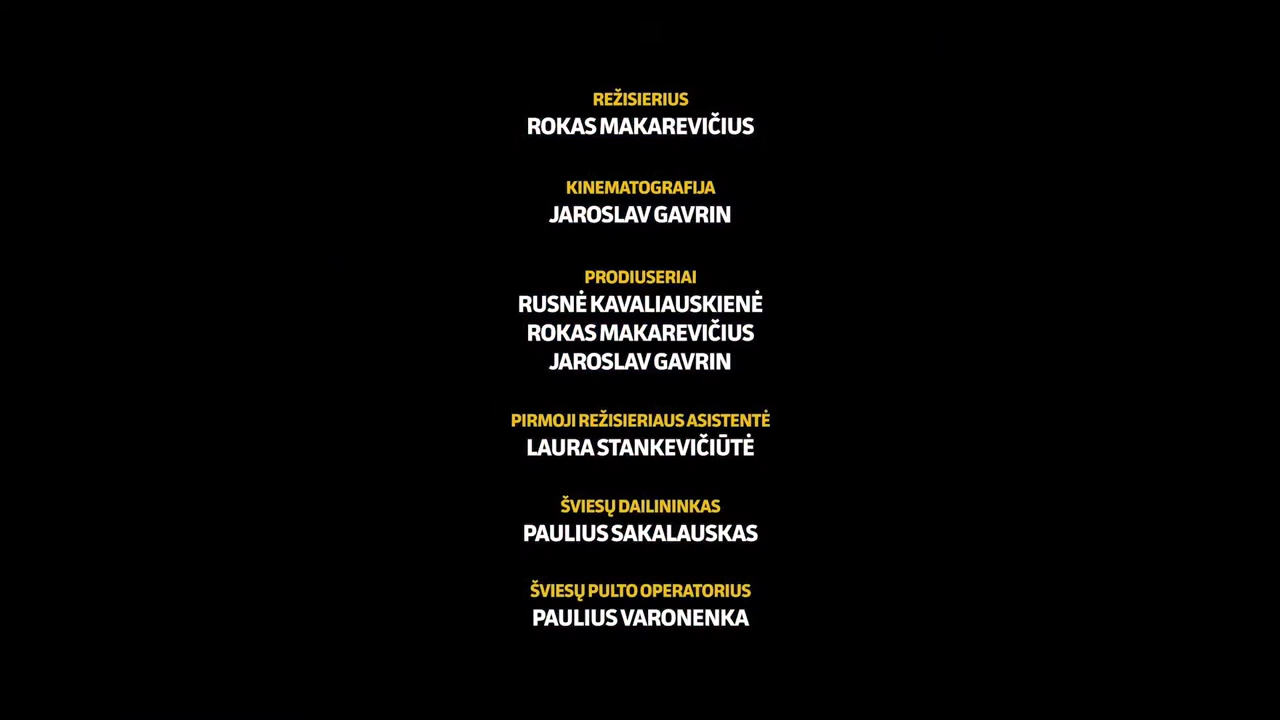 REŽISIERIUS
ROKAS MAKAREVIČIUS
KINEMATOGRAFIJA
JAROSLAV GAVRIN
PRODIUSERIAI
RUSNĖ KAVALIAUSKIENĖ
ROKAS MAKAREVIČIUS
JAROSLAV GAVRIN
PIRMOJI REŽISIERIAUS ASISTENTĖ
LAURA STANKEVIČIŪTĖ
ŠVIESŲ DAILININKAS
PAULIUS SAKALAUSKAS
ŠVIESŲ PULTO OPERATORIUS
PAULIUS VARONENKA